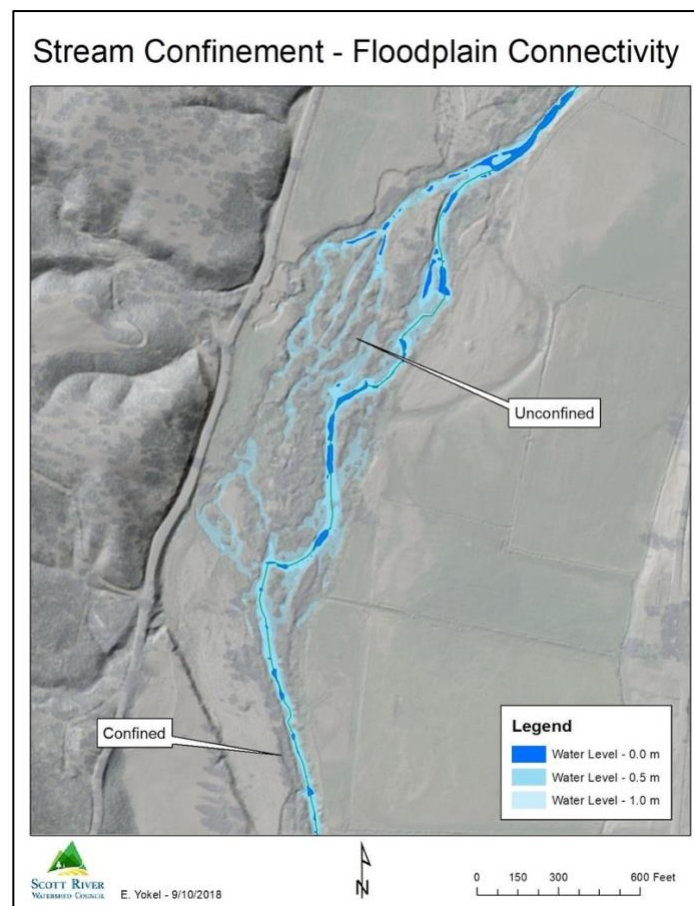 Stream Confinement - Floodplain Connectivity
Unconfined
Confined
Legend
Water Level - 0.0 m
Water Level - 0.5 m
Water Level - 1.0 m
SCOTT RIVER
WATERSHED COUNCIL
E. Yokel - 9/10/2018
N
0 150 300 600 Feet